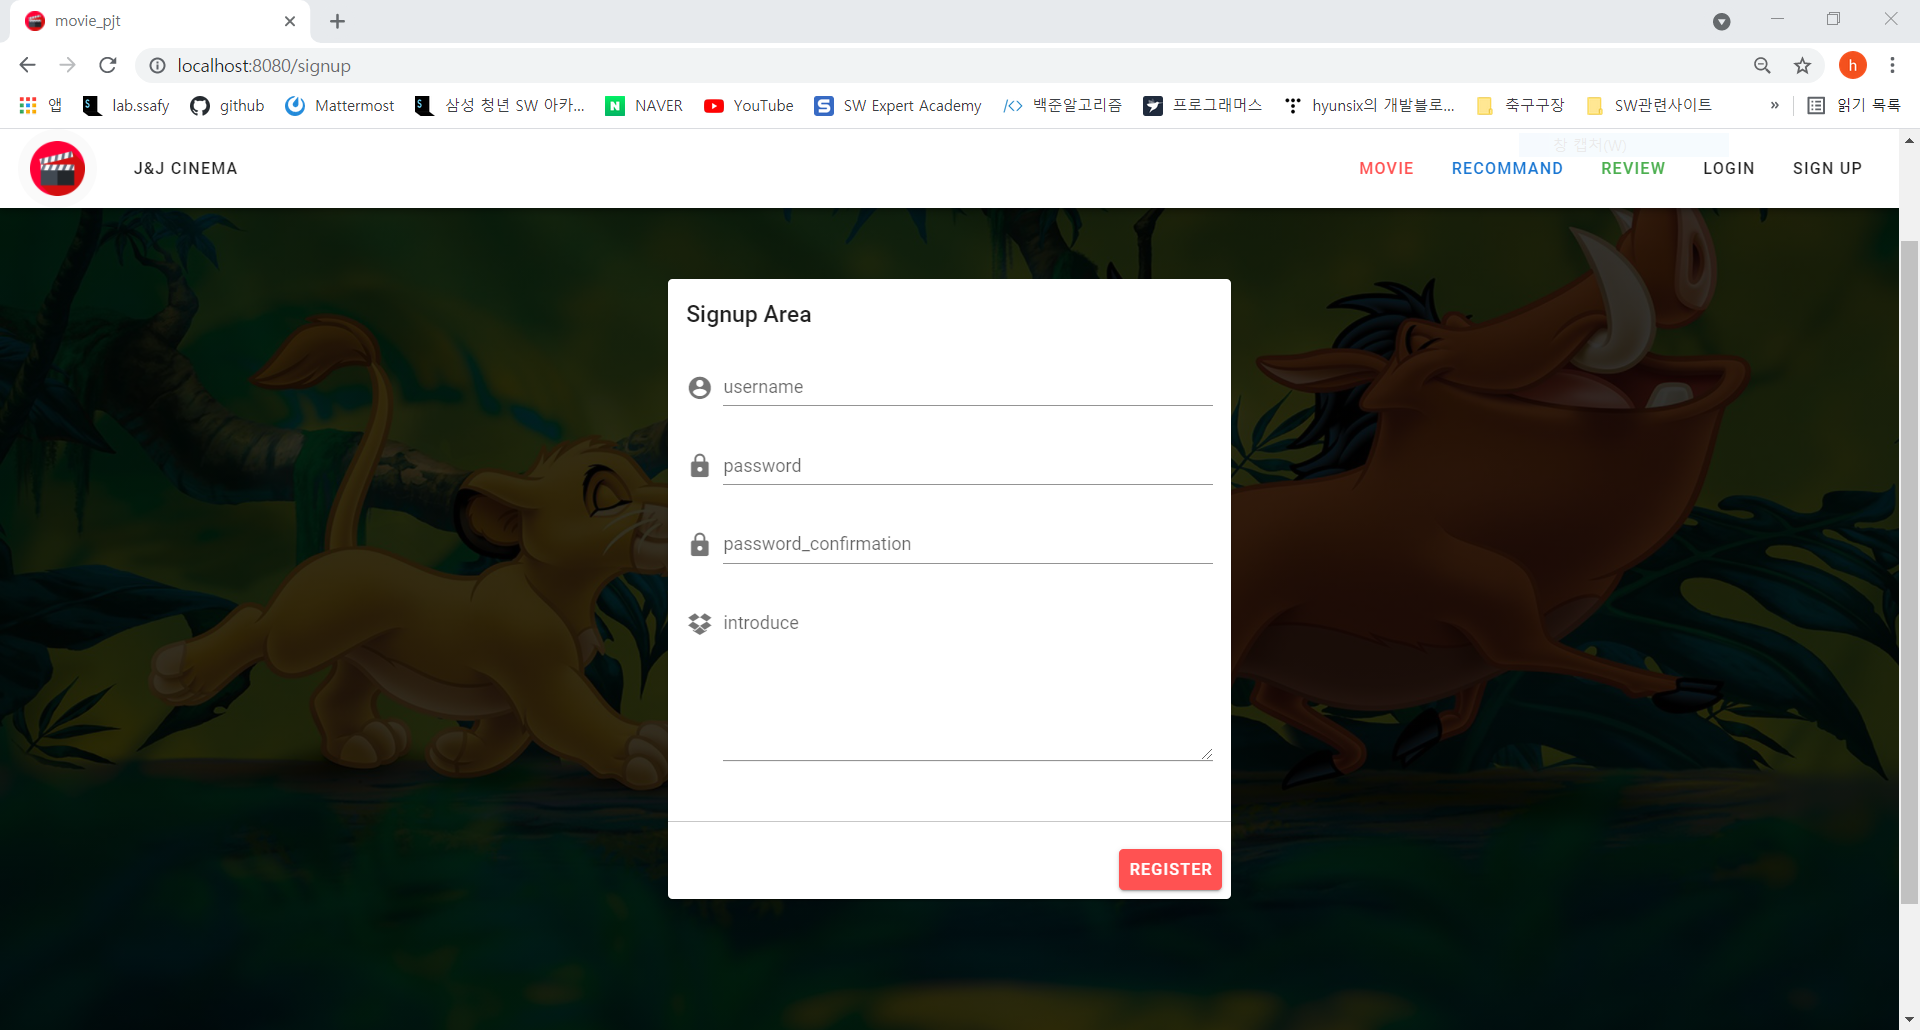 movie_pjt
localhost:8080/signup
h
앱 lab.ssafy github Mattermost 삼성 청년 SW 아카... NAVER YouTube SW Expert Academy 백준알고리즘 프로그래머스 hyunsix의 개발블로... 축구구장 SW관련사이트 » 읽기 목록
창 캡처(W)
J&J CINEMA MOVIE RECOMMAND REVIEW LOGIN SIGN UP
Signup Area
username
password
password_confirmation
introduce
REGISTER